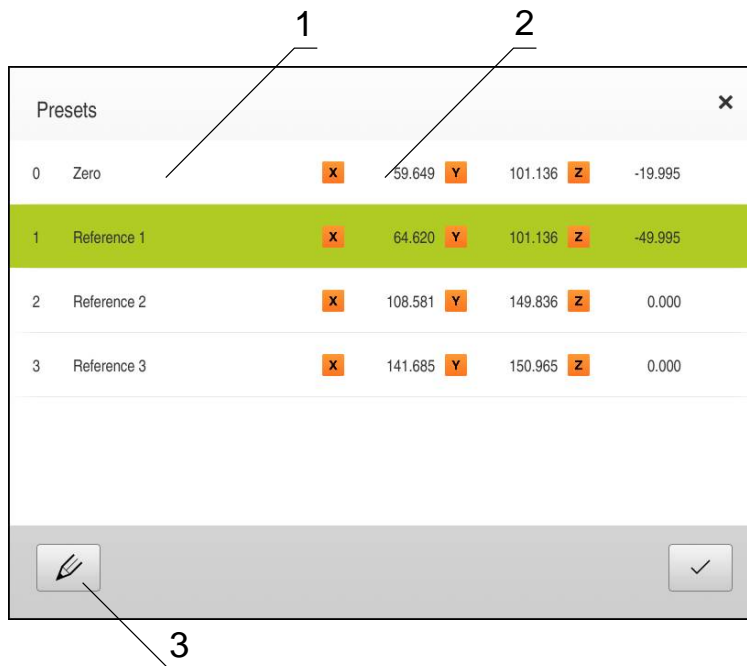 1 2
Presets
0 Zero X 59.649 Y 101.136 Z -19.995
1 Reference 1 X 64.620 Y 101.136 Z -49.995
2 Reference 2 X 108.581 Y 149.836 Z 0.000
3 Reference 3 X 141.685 Y 150.965 Z 0.000
3